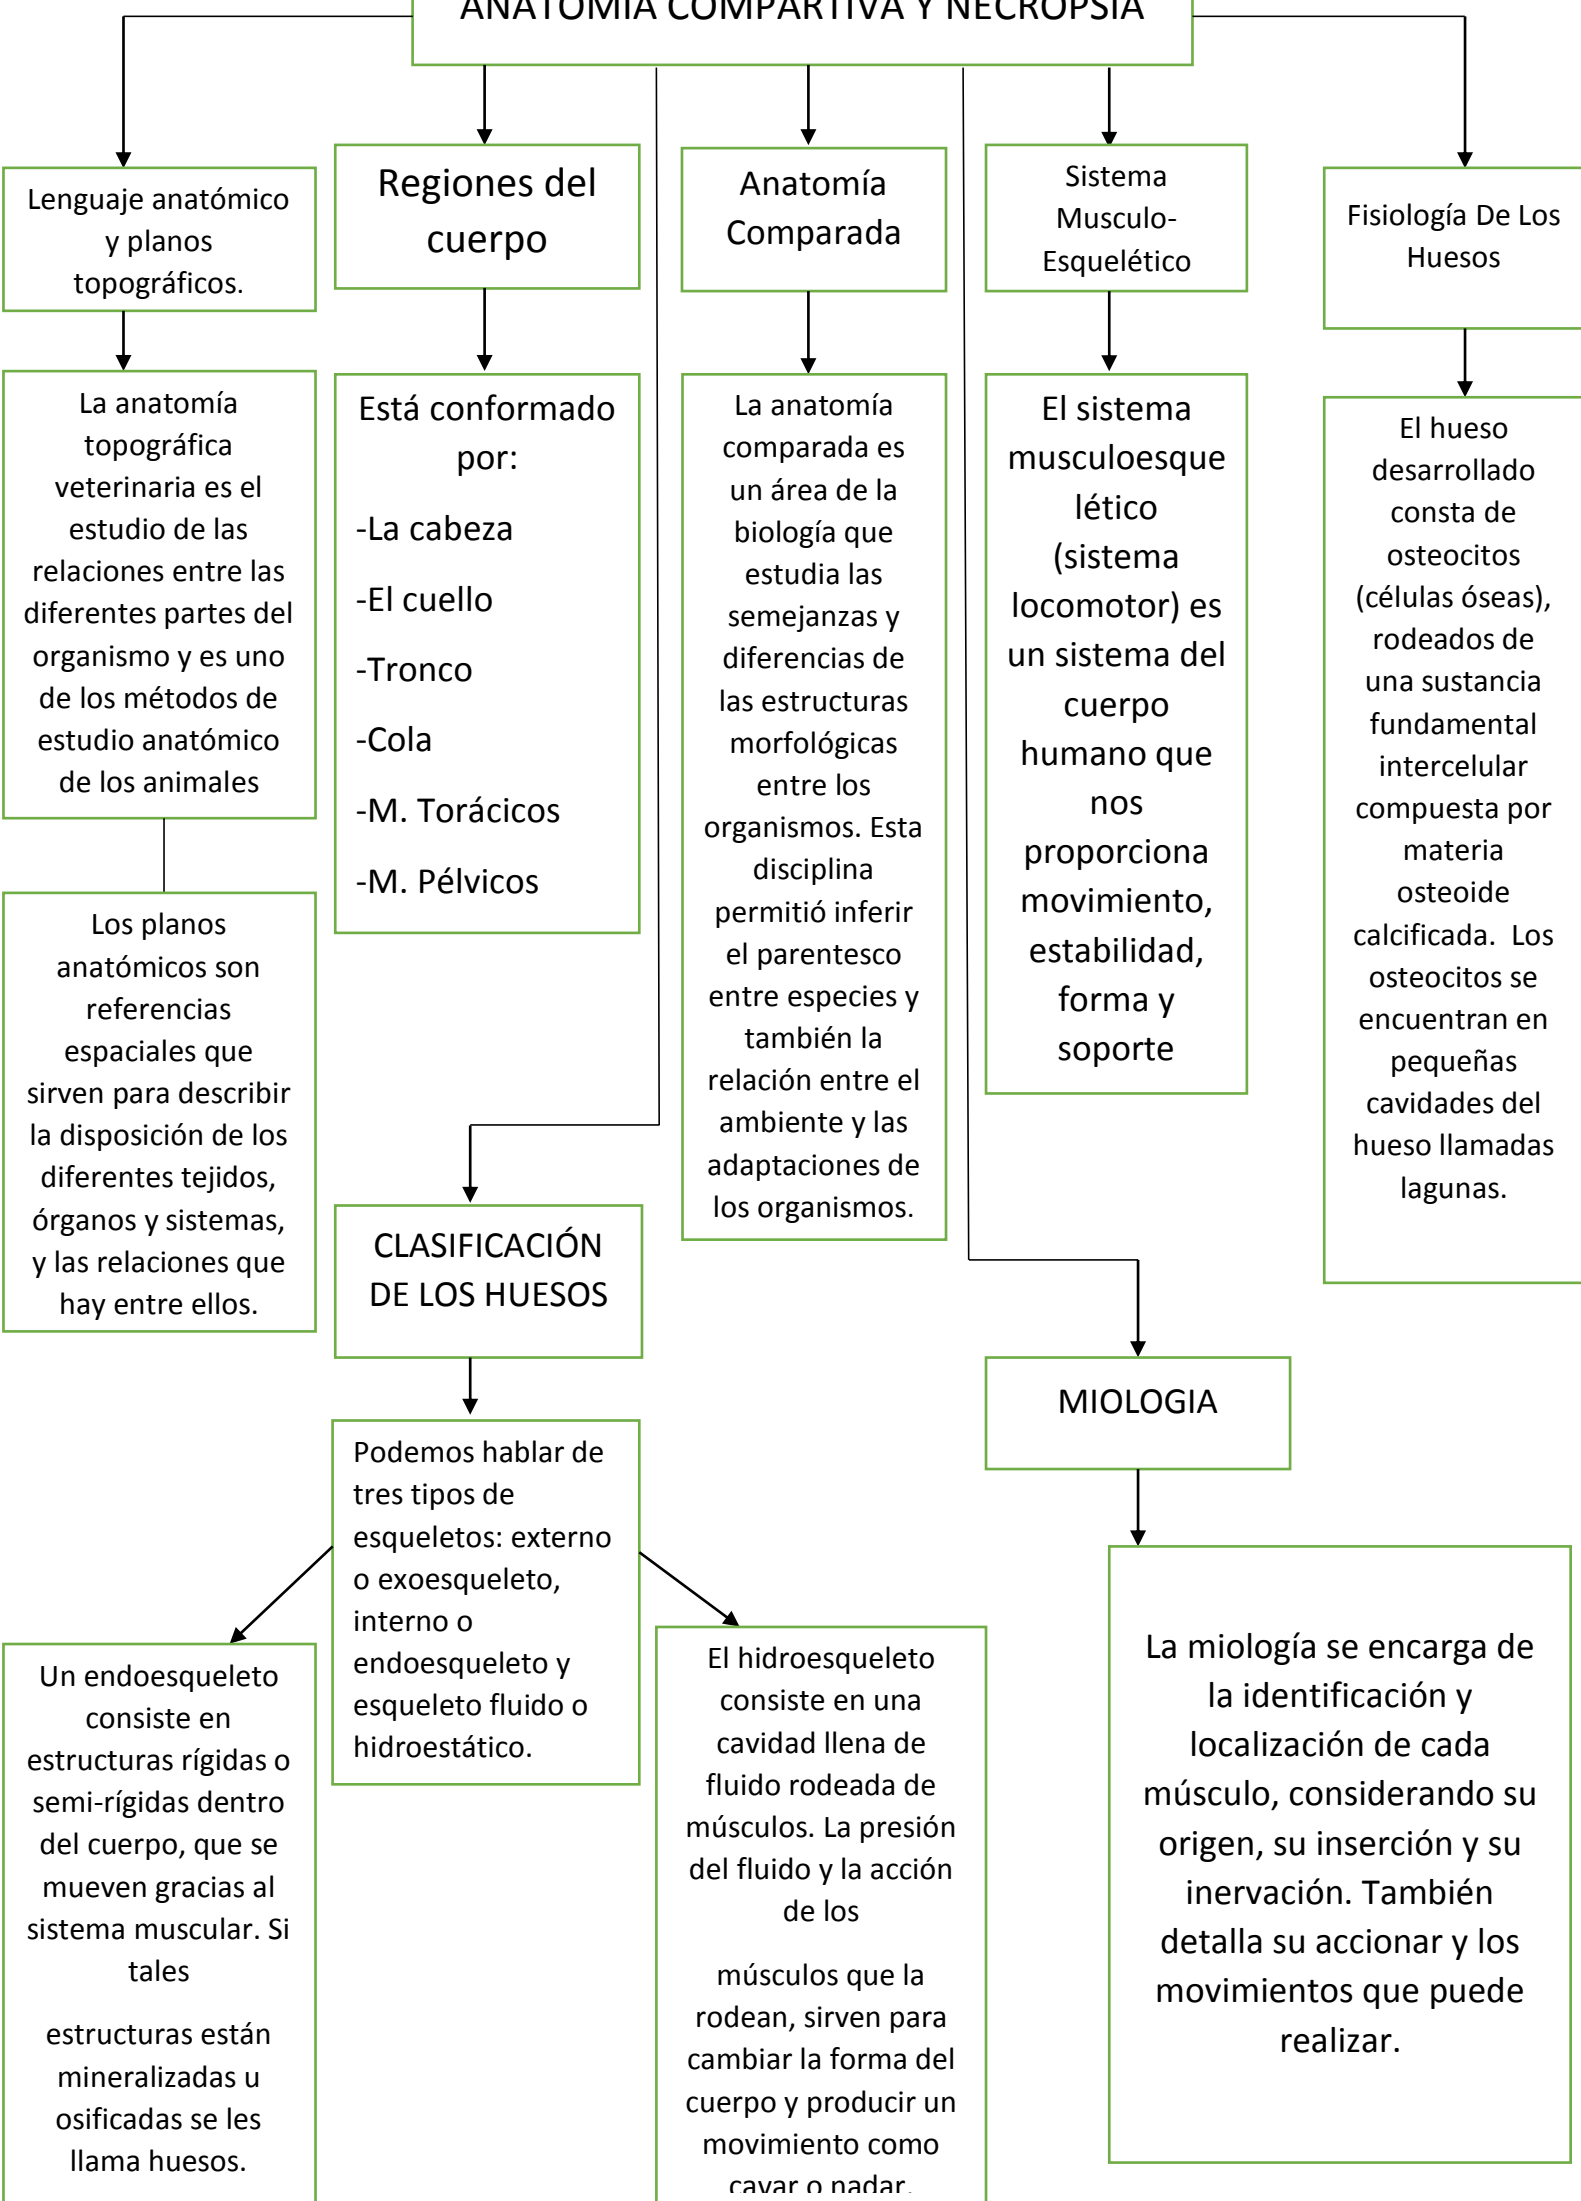 ANATOMIA COMPARTIVA Y NECROPSIA
Lenguaje anatómico
y planos
topográficos.
Regiones del
cuerpo
Anatomía
Comparada
Sistema
Musculo-
Esquelético
Fisiología De Los
Huesos
La anatomía
topográfica
veterinaria es el
estudio de las
relaciones entre las
diferentes partes del
organismo y es uno
de los métodos de
estudio anatómico
de los animales
Los planos
anatómicos son
referencias
espaciales que
sirven para describir
la disposición de los
diferentes tejidos,
órganos y sistemas,
y las relaciones que
hay entre ellos.
Está conformado
por:
-La cabeza
-El cuello
-Tronco
-Cola
-M. Torácicos
-M. Pélvicos
La anatomía
comparada es
un área de la
biología que
estudia las
semejanzas y
diferencias de
las estructuras
morfológicas
entre los
organismos. Esta
disciplina
permitió inferir
el parentesco
entre especies y
también la
relación entre el
ambiente y las
adaptaciones de
los organismos.
El sistema
musculoesque
lético
(sistema
locomotor) es
un sistema del
cuerpo
humano que
nos
proporciona
movimiento,
estabilidad,
forma y
soporte
El hueso
desarrollado
consta de
osteocitos
(células óseas),
rodeados de
una sustancia
fundamental
intercelular
compuesta por
materia
osteoide
calcificada.  Los
osteocitos se
encuentran en
pequeñas
cavidades del
hueso llamadas
lagunas.
CLASIFICACIÓN
DE LOS HUESOS
Podemos hablar de
tres tipos de
esqueletos: externo
o exoesqueleto,
interno o
endoesqueleto y
esqueleto fluido o
hidroestático.
Un endoesqueleto
consiste en
estructuras rígidas o
semi-rígidas dentro
del cuerpo, que se
mueven gracias al
sistema muscular. Si
tales
estructuras están
mineralizadas u
osificadas se les
llama huesos.
El hidroesqueleto
consiste en una
cavidad llena de
fluido rodeada de
músculos. La presión
del fluido y la acción
de los
músculos que la
rodean, sirven para
cambiar la forma del
cuerpo y producir un
movimiento como
cavar o nadar.
MIOLOGIA
La miología se encarga de
la identificación y
localización de cada
músculo, considerando su
origen, su inserción y su
inervación. También
detalla su accionar y los
movimientos que puede
realizar.